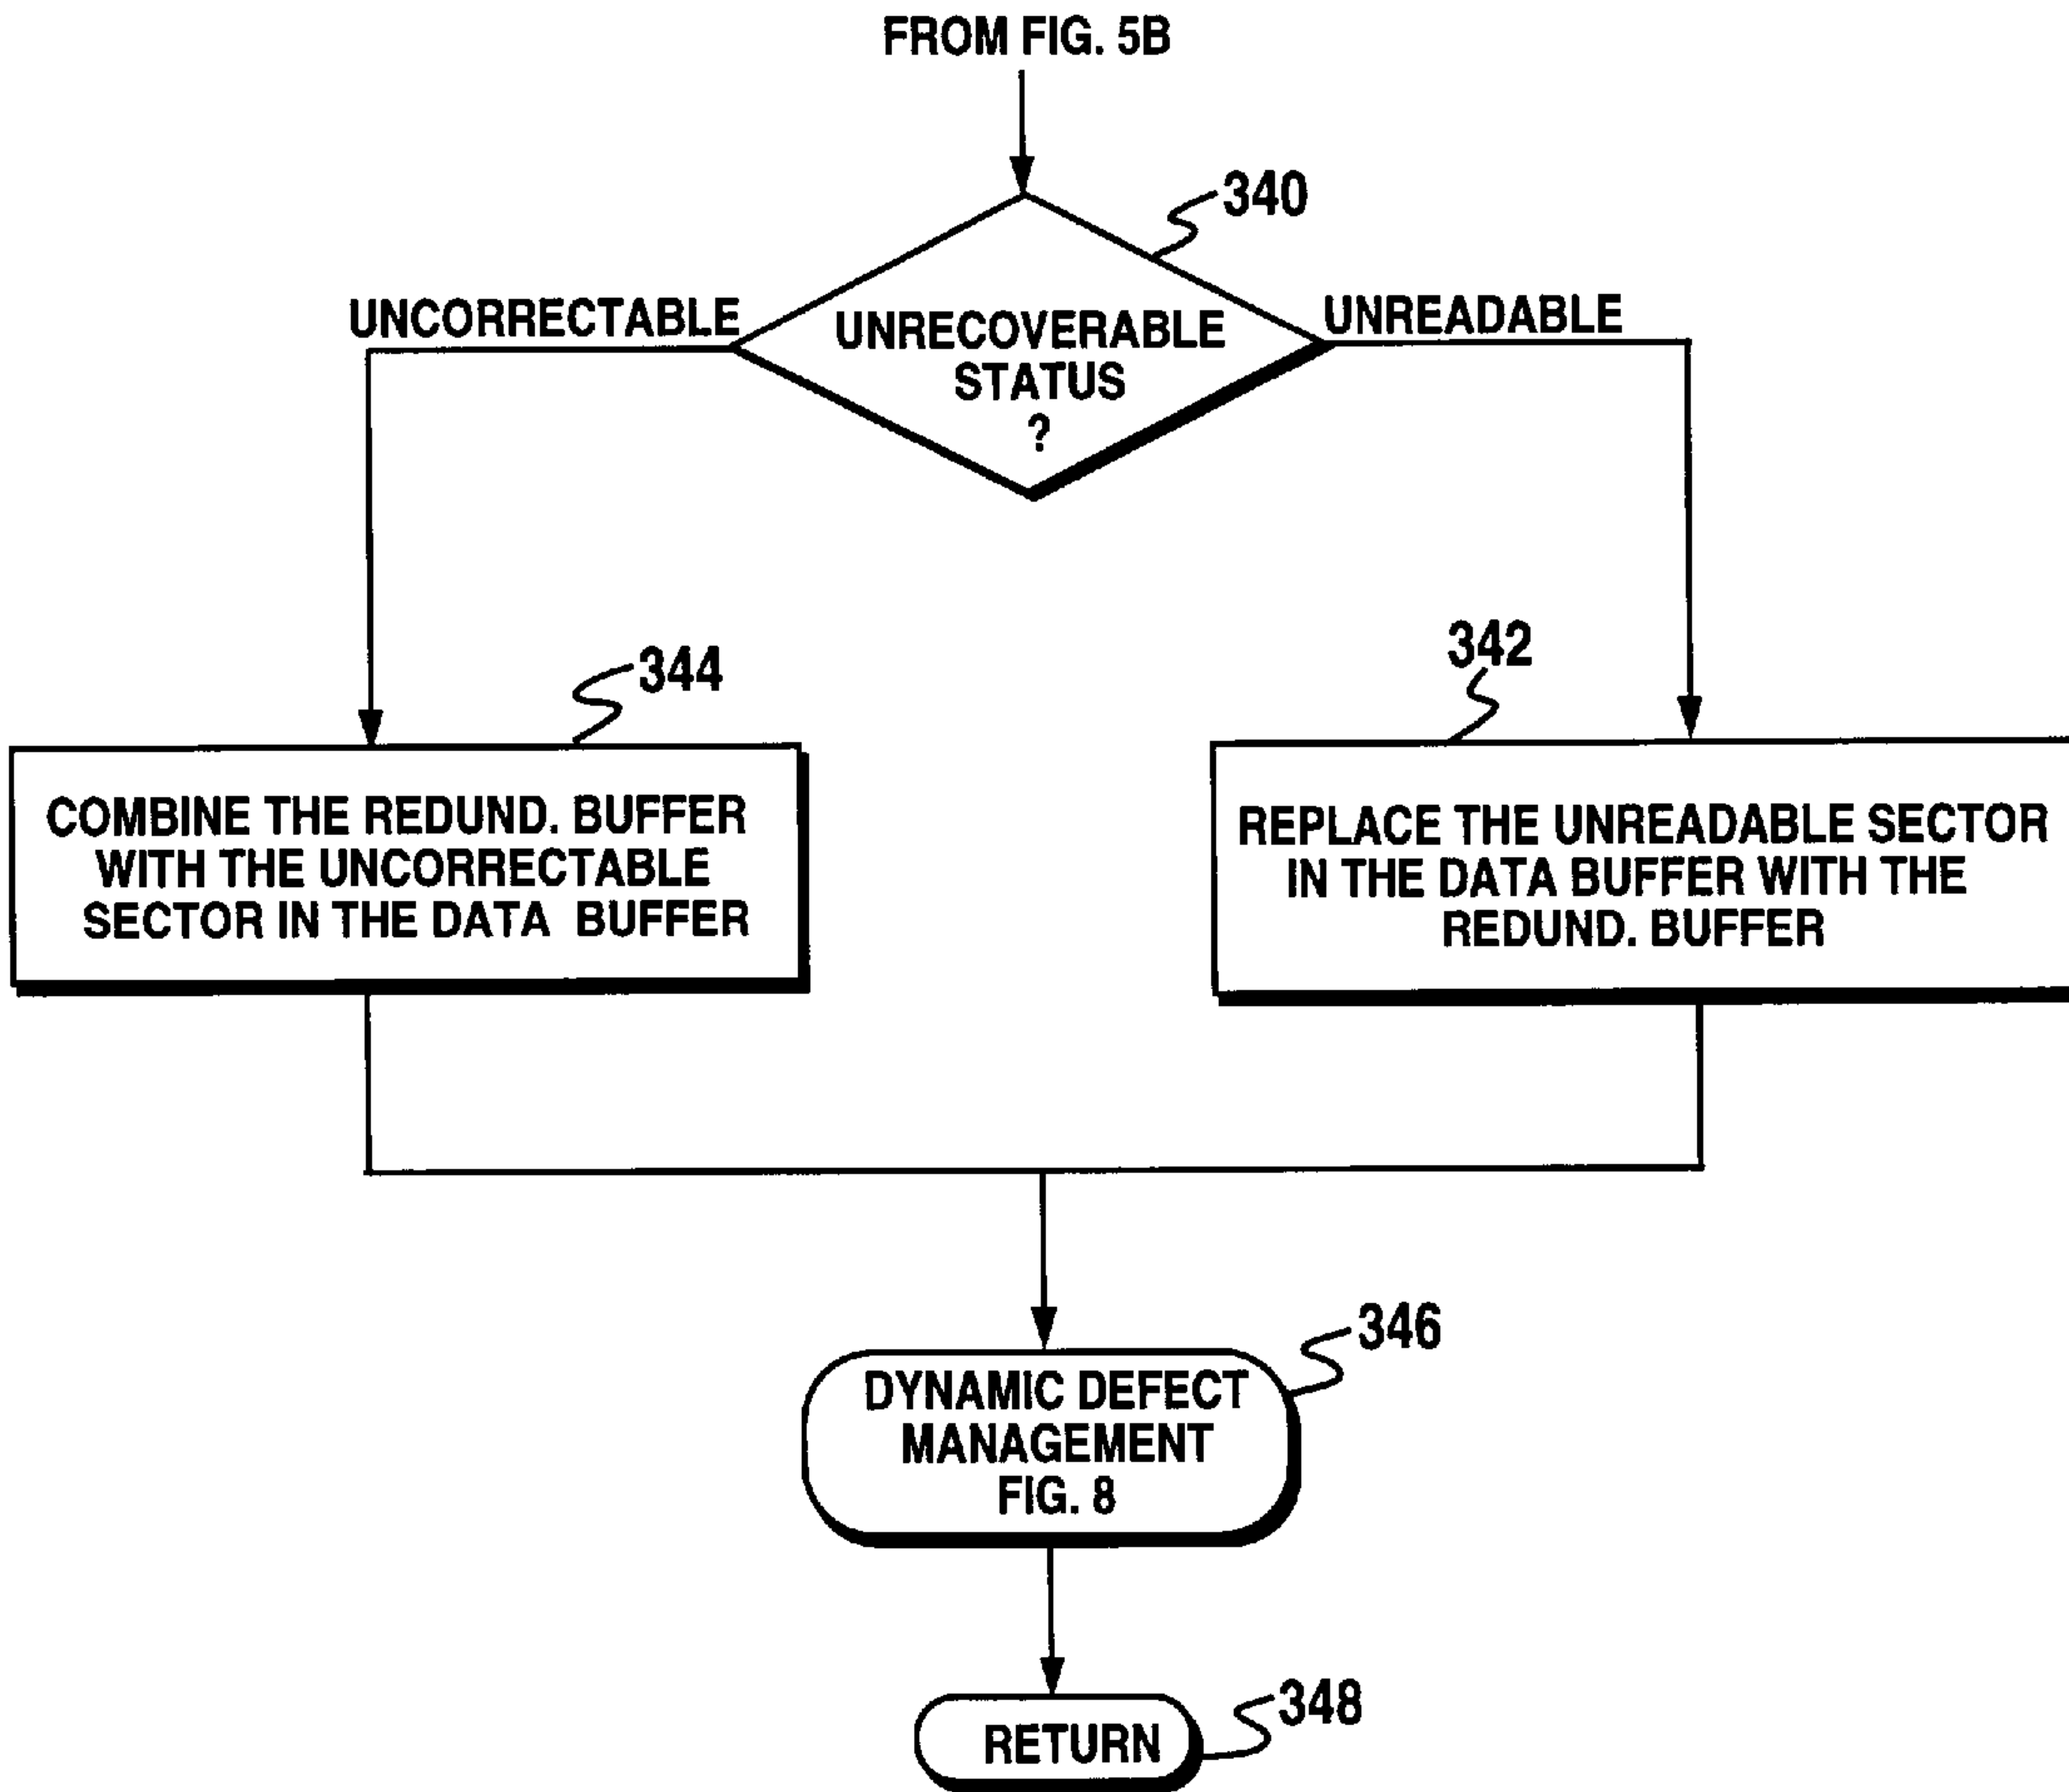 FROM FIG. 5B
340
UNCORRECTABLE
UNREADABLE
UNRECOVERABLE
STATUS
?
344
342
COMBINE THE REDUND. BUFFER
WITH THE UNCORRECTABLE
SECTOR IN THE DATA BUFFER
REPLACE THE UNREADABLE SECTOR
IN THE DATA BUFFER WITH THE
REDUND. BUFFER
346
DYNAMIC DEFECT
MANAGEMENT
FIG. 8
348
RETURN